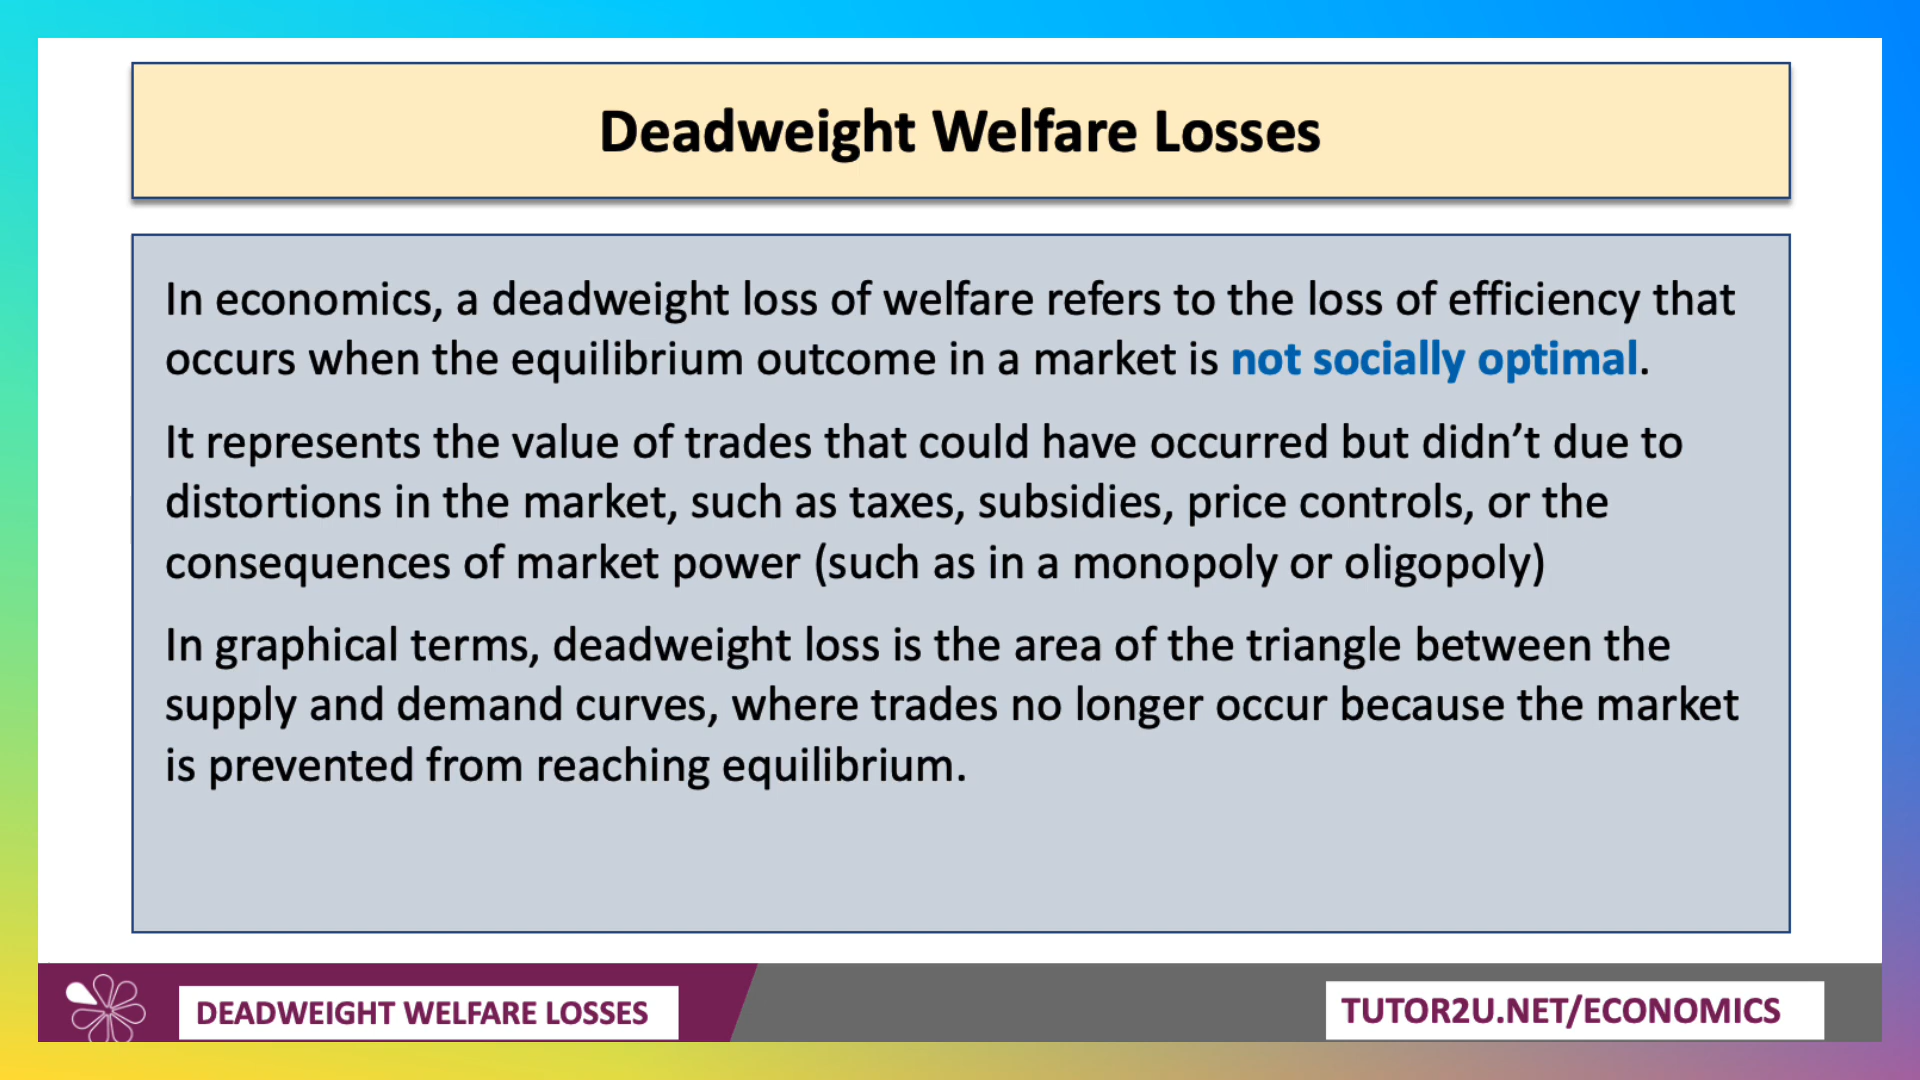 Deadweight Welfare Losses
In economics, a deadweight loss of welfare refers to the loss of efficiency that
occurs when the equilibrium outcome in a market is not socially optimal.
It represents the value of trades that could have occurred but didn’t due to
distortions in the market, such as taxes, subsidies, price controls, or the
consequences of market power (such as in a monopoly or oligopoly)
In graphical terms, deadweight loss is the area of the triangle between the
supply and demand curves, where trades no longer occur because the market
is prevented from reaching equilibrium.
DEADWEIGHT WELFARE LOSSES
TUTOR2U.NET/ECONOMICS